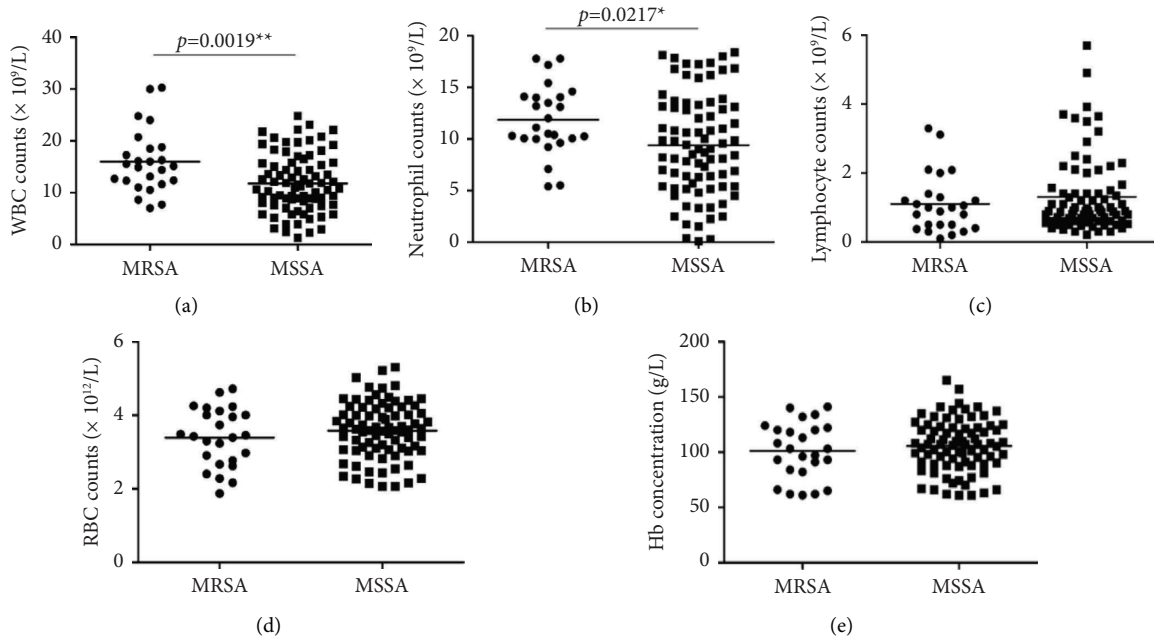 p=0.0019**
WBC counts (× 10⁹/L)
40
30
20
10
0
MRSA MSSA
(a)
p=0.0217*
Neutrophil counts (× 10⁹/L)
20
15
10
5
0
MRSA MSSA
(b)
Lymphocyte counts (× 10⁹/L)
6
4
2
0
MRSA MSSA
(c)
RBC counts (× 10¹²/L)
6
4
2
0
MRSA MSSA
(d)
Hb concentration (g/L)
200
150
100
50
0
MRSA MSSA
(e)